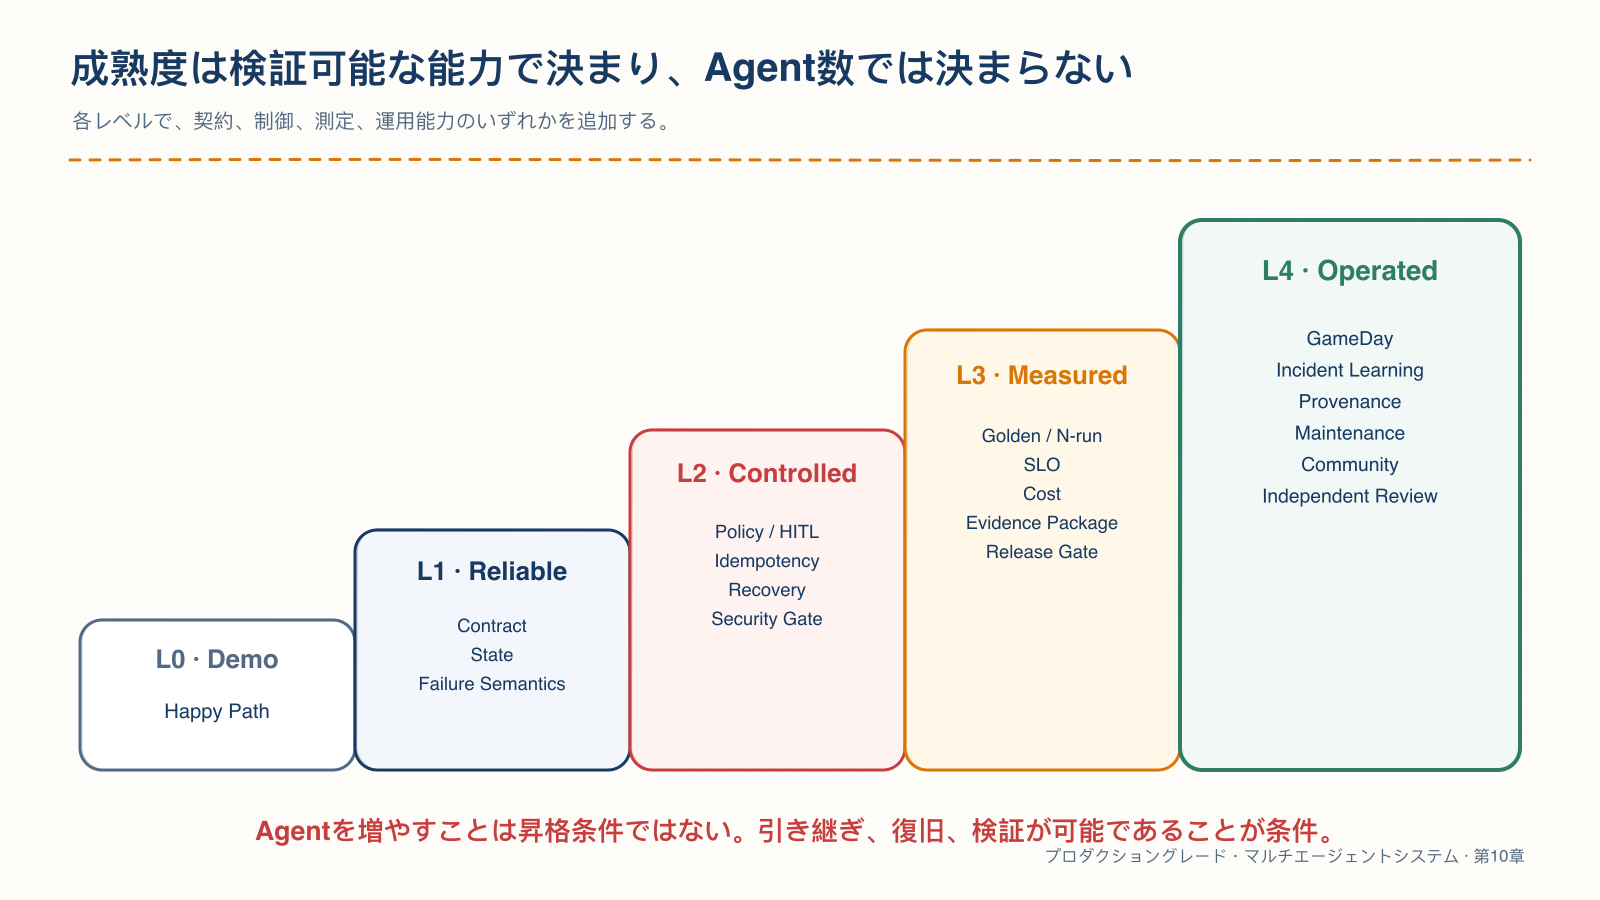 成熟度は検証可能な能力で決まり、Agent数では決まらない
各レベルで、契約、制御、測定、運用能力のいずれかを追加する。
L0 · Demo
Happy Path
L1 · Reliable
Contract
State
Failure Semantics
L2 · Controlled
Policy / HITL
Idempotency
Recovery
Security Gate
L3 · Measured
Golden / N-run
SLO
Cost
Evidence Package
Release Gate
L4 · Operated
GameDay
Incident Learning
Provenance
Maintenance
Community
Independent Review
Agentを増やすことは昇格条件ではない。引き継ぎ、復旧、検証が可能であることが条件。
プロダクショングレード・マルチエージェントシステム · 第10章